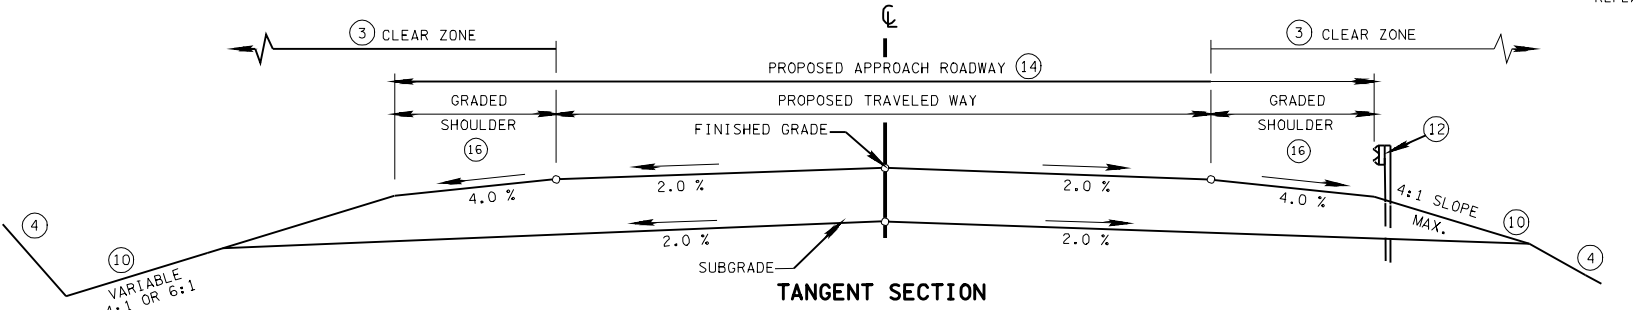 ℄
3 CLEAR ZONE
3 CLEAR ZONE
PROPOSED APPROACH ROADWAY 14
GRADED
SHOULDER
16
PROPOSED TRAVELED WAY
GRADED
SHOULDER
16
FINISHED GRADE
12
4.0 %
2.0 %
2.0 %
4.0 %
4:1 SLOPE
MAX.
4
10
VARIABLE
4:1 OR 6:1
2.0 %
2.0 %
10
4
SUBGRADE
TANGENT SECTION